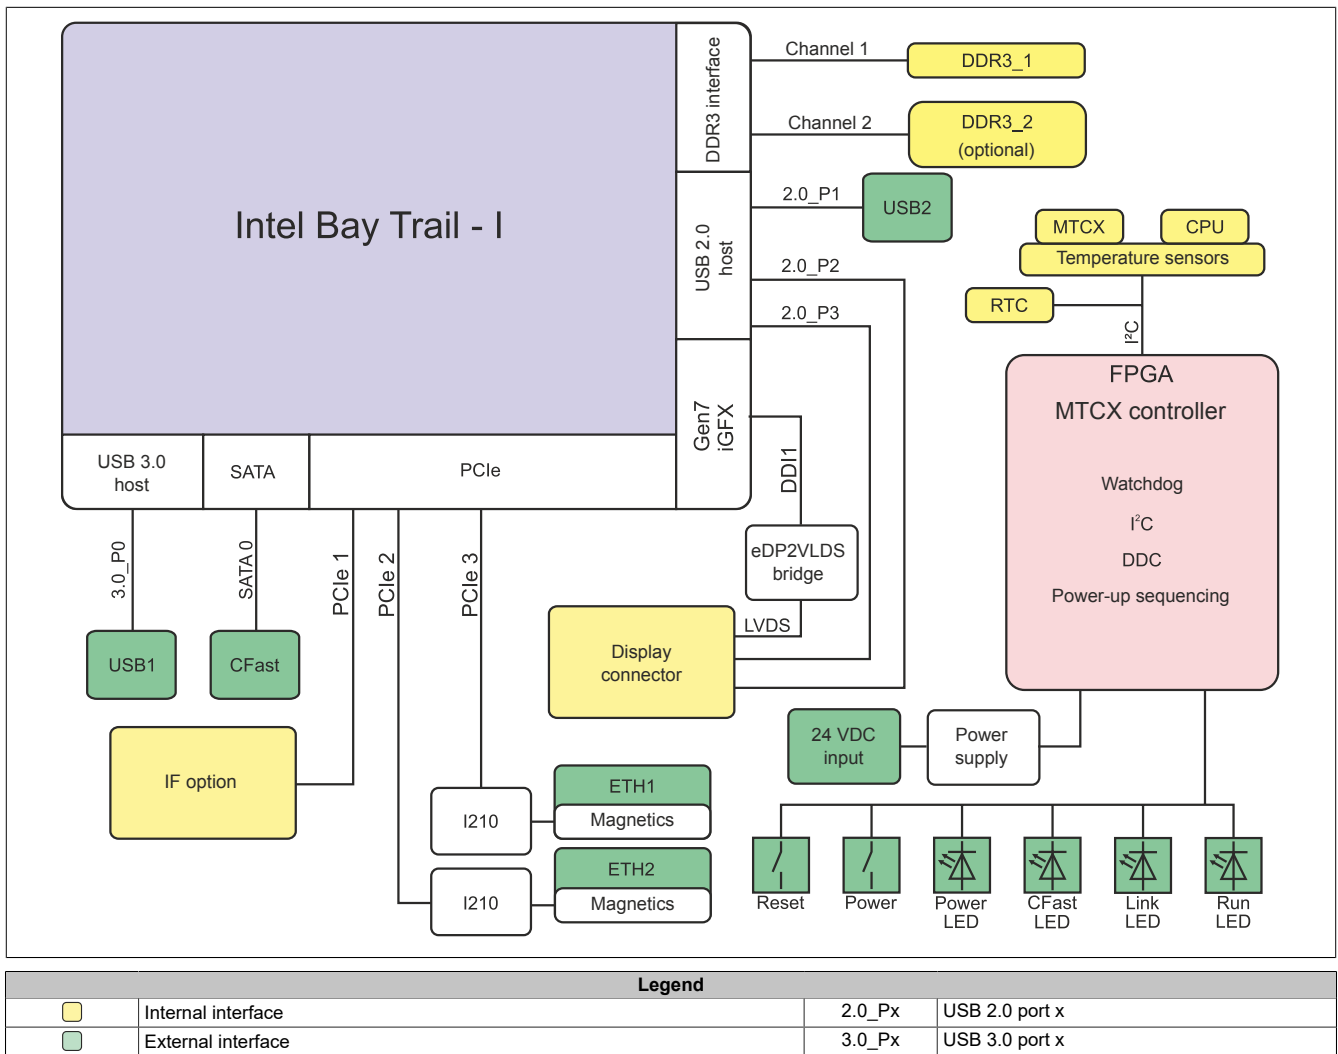 Intel Bay Trail - I
DDR3 interface
USB 2.0
host
Gen7
iGFX
USB 3.0
host
SATA
PCIe
Channel 1
DDR3_1
Channel 2
DDR3_2
(optional)
2.0_P1
USB2
2.0_P2
2.0_P3
MTCX
CPU
Temperature sensors
RTC
I²C
FPGA
MTCX controller
Watchdog
I²C
DDC
Power-up sequencing
DDI1
eDP2VLDS
bridge
LVDS
Display
connector
3.0_P0
SATA 0
PCIe 1
PCIe 2
PCIe 3
USB1
CFast
IF option
I210
ETH1
Magnetics
I210
ETH2
Magnetics
24 VDC
input
Power
supply
Reset
Power
Power
LED
CFast
LED
Link
LED
Run
LED
Legend
Internal interface
2.0_Px
USB 2.0 port x
External interface
3.0_Px
USB 3.0 port x